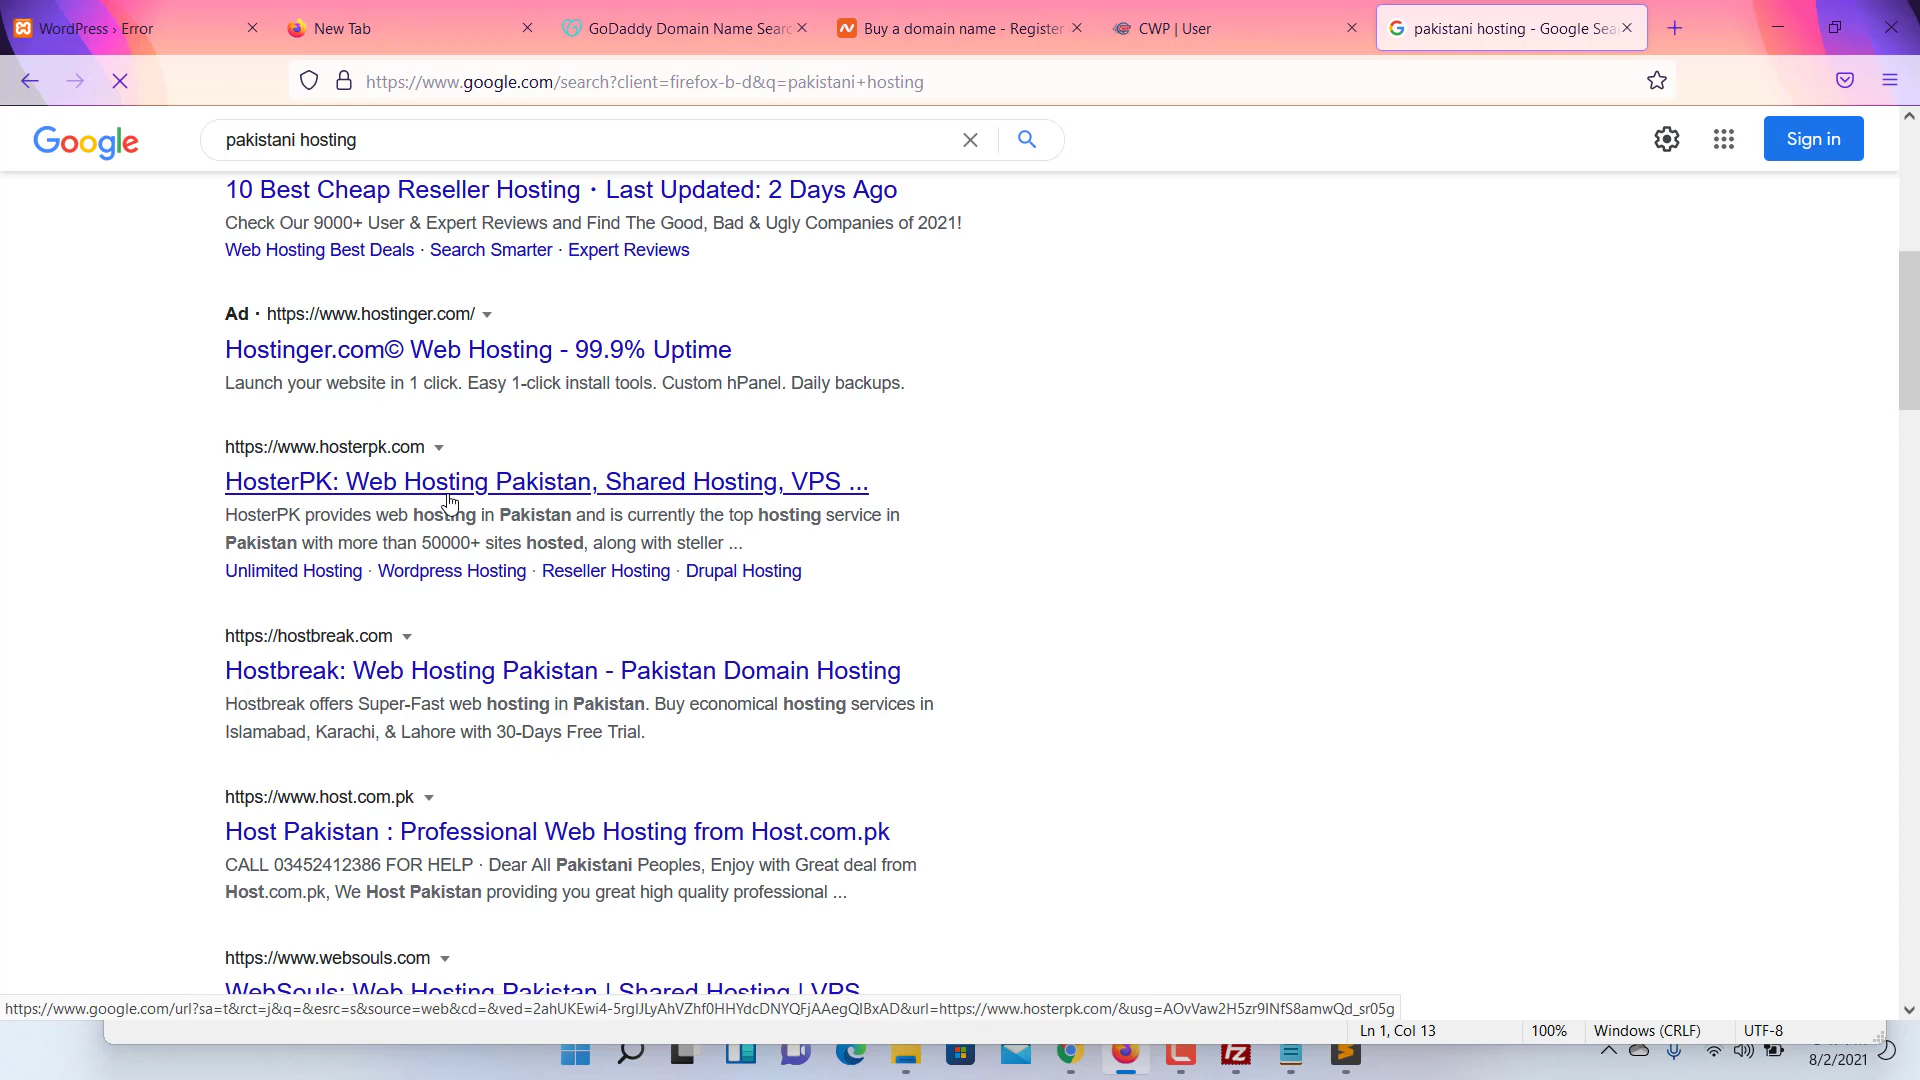 WordPress › Error
New Tab
GoDaddy Domain Name Sear
Buy a domain name - Register
CWP | User
pakistani hosting - Google Sea
https://www.google.com/search?client=firefox-b-d&q=pakistani+hosting
Google
pakistani hosting
Sign in
10 Best Cheap Reseller Hosting · Last Updated: 2 Days Ago
Check Our 9000+ User & Expert Reviews and Find The Good, Bad & Ugly Companies of 2021!
Web Hosting Best Deals · Search Smarter · Expert Reviews
Ad · https://www.hostinger.com/
Hostinger.com© Web Hosting - 99.9% Uptime
Launch your website in 1 click. Easy 1-click install tools. Custom hPanel. Daily backups.
https://www.hosterpk.com
HosterPK: Web Hosting Pakistan, Shared Hosting, VPS ...
HosterPK provides web hosting in Pakistan and is currently the top hosting service in
Pakistan with more than 50000+ sites hosted, along with steller ...
Unlimited Hosting · Wordpress Hosting · Reseller Hosting · Drupal Hosting
https://hostbreak.com
Hostbreak: Web Hosting Pakistan - Pakistan Domain Hosting
Hostbreak offers Super-Fast web hosting in Pakistan. Buy economical hosting services in
Islamabad, Karachi, & Lahore with 30-Days Free Trial.
https://www.host.com.pk
Host Pakistan : Professional Web Hosting from Host.com.pk
CALL 03452412386 FOR HELP · Dear All Pakistani Peoples, Enjoy with Great deal from
Host.com.pk, We Host Pakistan providing you great high quality professional ...
https://www.websouls.com
WebSouls: Web Hosting Pakistan | Shared Hosting | VPS
https://www.google.com/url?sa=t&rct=j&q=&esrc=s&source=web&cd=&ved=2ahUKEwi4-5rglJLyAhVZhf0HHYdcDNYQFjAAegQIBxAD&url=https://www.hosterpk.com/&usg=AOvVaw2H5zr9INfS8amwQd_sr05g
Ln 1, Col 13
100%
Windows (CRLF)
UTF-8
8/2/2021